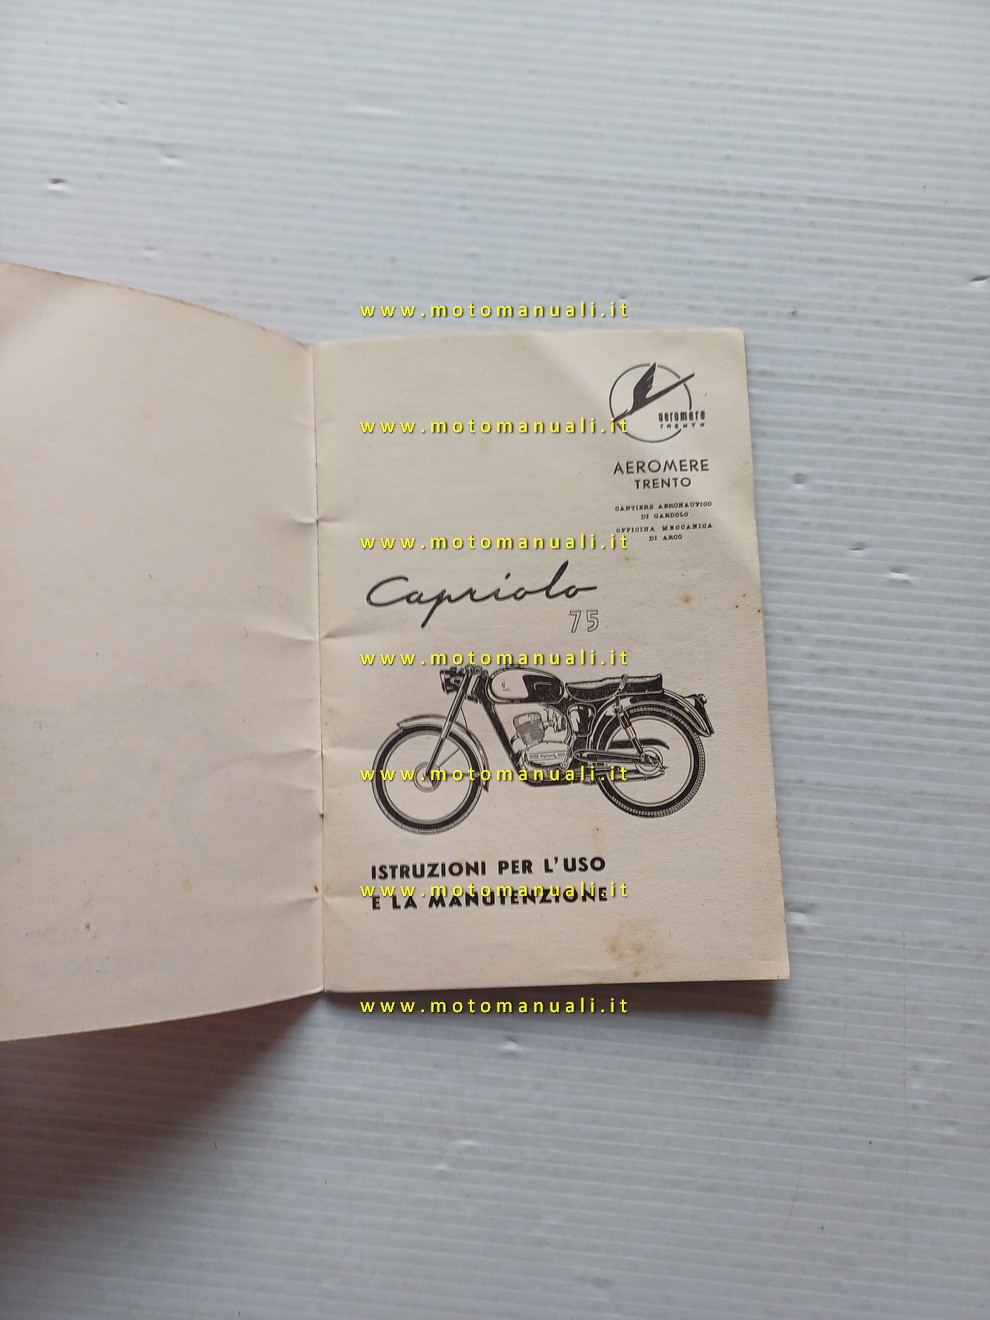 www.motomanuali.it
aeromere
TRENTO
www.motomanuali.it
AEROMERE
TRENTO
CANTIERE AERONAUTICO
DI GARDOLO
OFFICINA MECCANICA
DI ARCO
www.motomanuali.it
Capriolo
75
www.motomanuali.it
www.motomanuali.it
ISTRUZIONI PER L'USO
www.motomanuali.it
E LA MANUTENZIONE
www.motomanuali.it